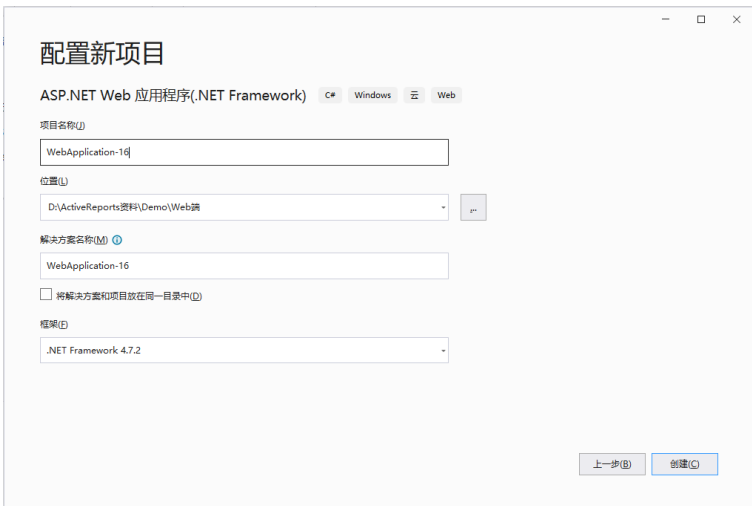 配置新项目
ASP.NET Web 应用程序(.NET Framework) C# Windows 云 Web
项目名称(J)
WebApplication-16
位置(L)
D:\ActiveReports资料\Demo\Web端
...
解决方案名称(M)
WebApplication-16
将解决方案和项目放在同一目录中(D)
框架(F)
.NET Framework 4.7.2
上一步(B) 创建(C)